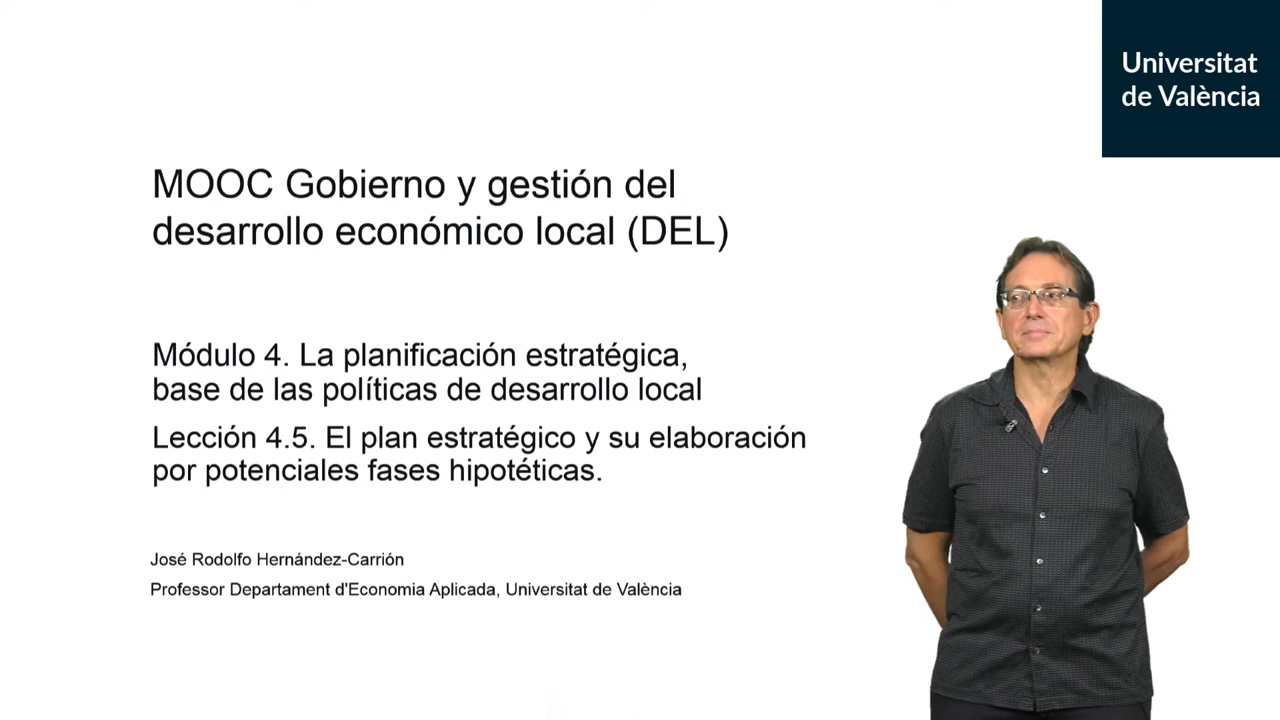 Universitat
de València
MOOC Gobierno y gestión del
desarrollo económico local (DEL)
Módulo 4. La planificación estratégica,
base de las políticas de desarrollo local
Lección 4.5. El plan estratégico y su elaboración
por potenciales fases hipotéticas.
José Rodolfo Hernández-Carrión
Professor Departament d'Economia Aplicada, Universitat de València